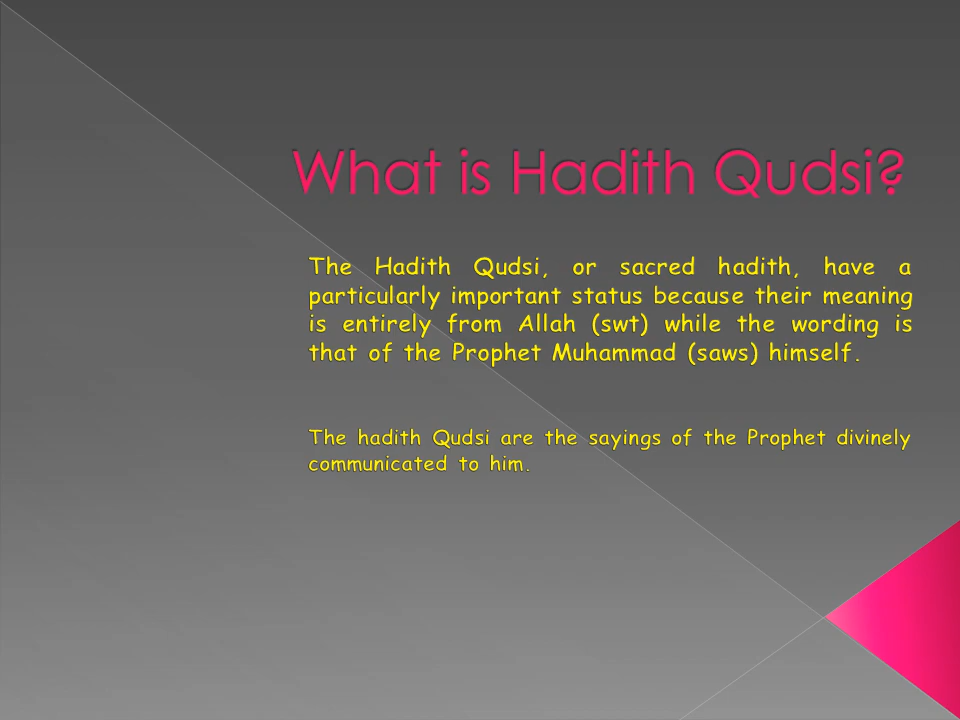 What is Hadith Qudsi?
The Hadith Qudsi, or sacred hadith, have a
particularly important status because their meaning
is entirely from Allah (swt) while the wording is
that of the Prophet Muhammad (saws) himself.
The hadith Qudsi are the sayings of the Prophet divinely
communicated to him.